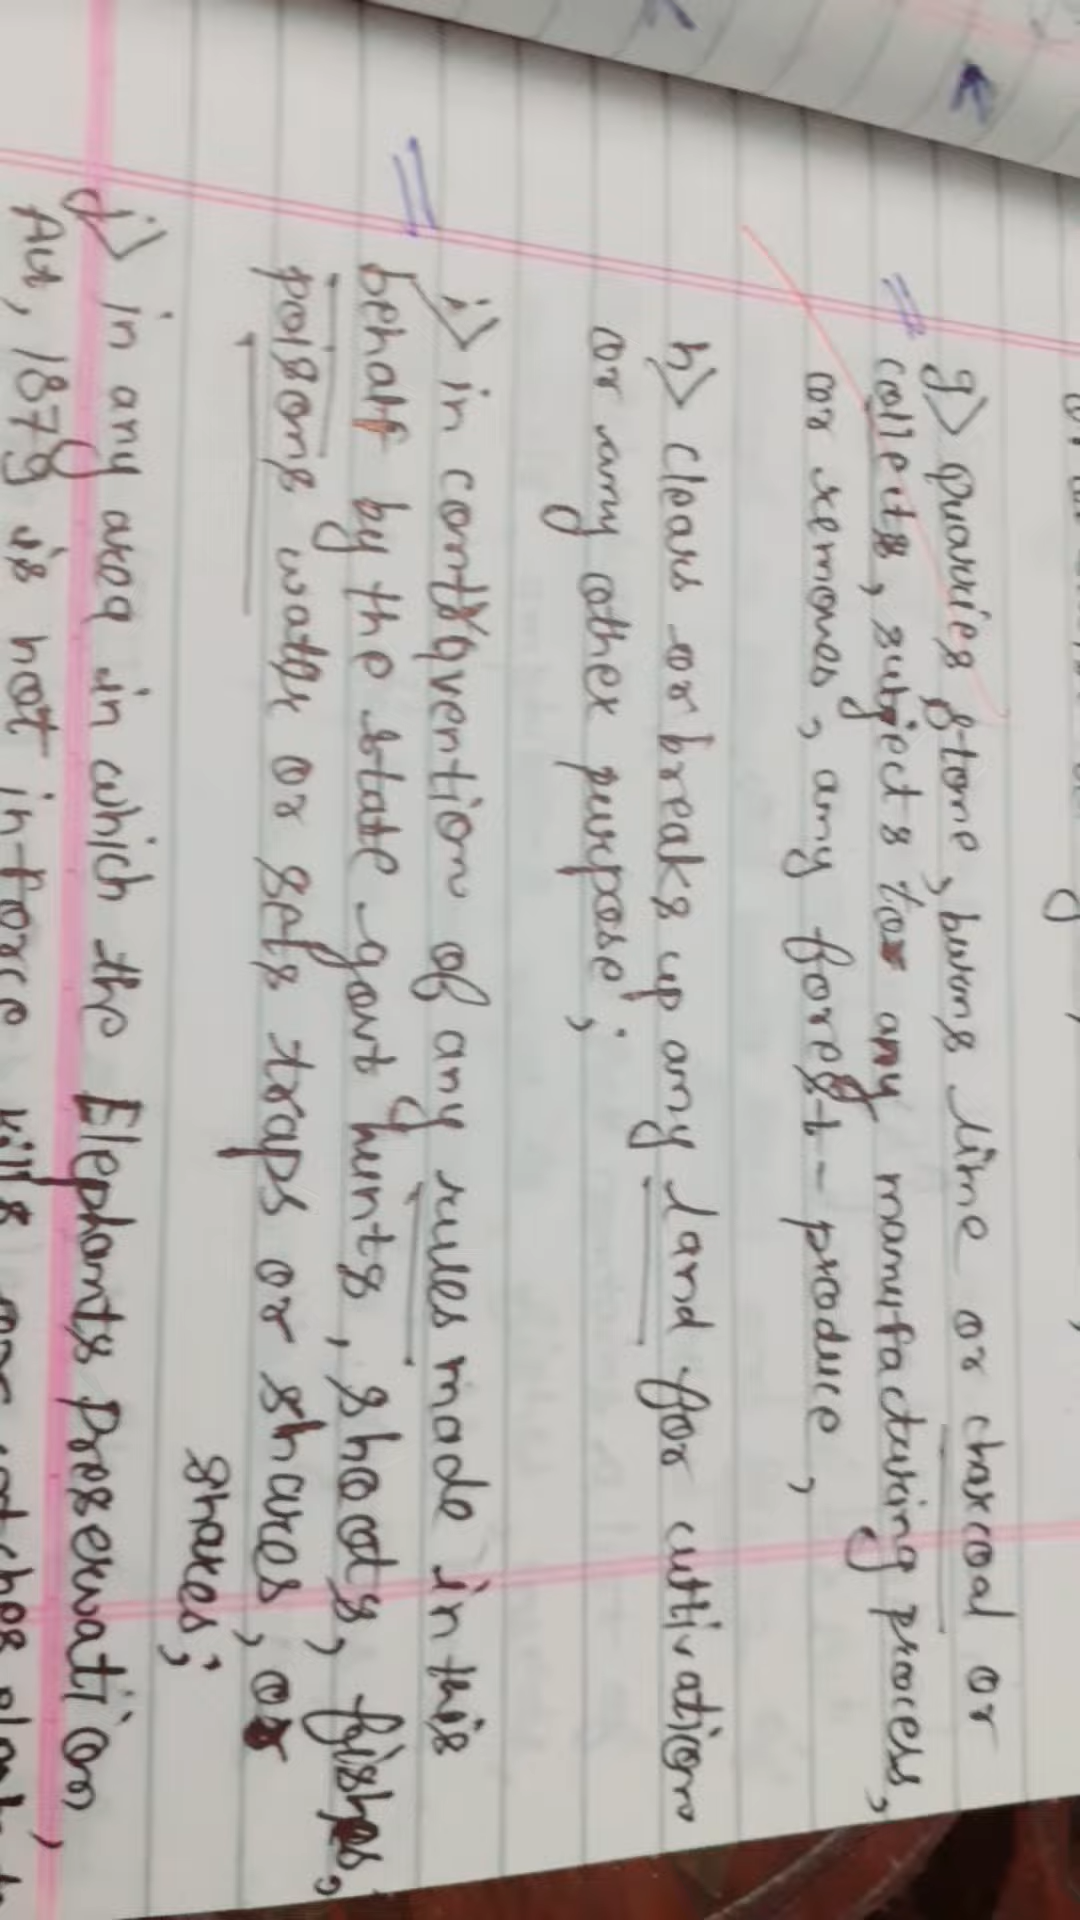 g> quarries stone, burns lime or charcoal or
collects, subjects to any manufacturing process,
or removes, any forest-produce,
h> clears or breaks up any land for cultivation
or any other purpose;
i> in contravention of any rules made in this
behalf by the state govt hunts, shoots, fishes,
poisons water or sets traps or snares, or
snares;
j> in any area in which the Elephants Preservation
Act, 1879 is not in force kills or catches